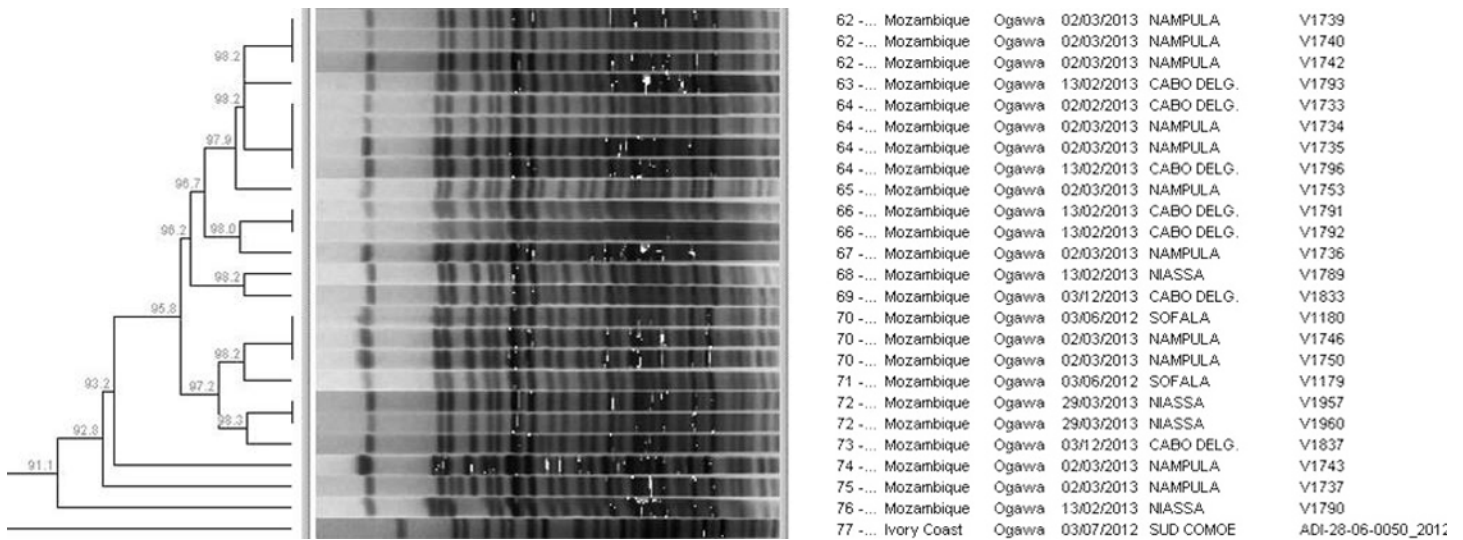 62 -... Mozambique Ogawa 02/03/2013 NAMPULA V1739
62 -... Mozambique Ogawa 02/03/2013 NAMPULA V1740
62 -... Mozambique Ogawa 02/03/2013 NAMPULA V1742
63 -... Mozambique Ogawa 13/02/2013 CABO DELG. V1793
64 -... Mozambique Ogawa 02/02/2013 CABO DELG. V1733
64 -... Mozambique Ogawa 02/03/2013 NAMPULA V1734
64 -... Mozambique Ogawa 02/03/2013 NAMPULA V1735
64 -... Mozambique Ogawa 13/02/2013 CABO DELG. V1796
65 -... Mozambique Ogawa 02/03/2013 NAMPULA V1753
66 -... Mozambique Ogawa 13/02/2013 CABO DELG. V1791
66 -... Mozambique Ogawa 13/02/2013 CABO DELG. V1792
67 -... Mozambique Ogawa 02/03/2013 NAMPULA V1736
68 -... Mozambique Ogawa 13/02/2013 NIASSA V1789
69 -... Mozambique Ogawa 03/12/2013 CABO DELG. V1833
70 -... Mozambique Ogawa 03/06/2012 SOFALA V1180
70 -... Mozambique Ogawa 02/03/2013 NAMPULA V1746
70 -... Mozambique Ogawa 02/03/2013 NAMPULA V1750
71 -... Mozambique Ogawa 03/06/2012 SOFALA V1179
72 -... Mozambique Ogawa 29/03/2013 NIASSA V1957
72 -... Mozambique Ogawa 29/03/2013 NIASSA V1960
73 -... Mozambique Ogawa 03/12/2013 CABO DELG. V1837
74 -... Mozambique Ogawa 02/03/2013 NAMPULA V1743
75 -... Mozambique Ogawa 02/03/2013 NAMPULA V1737
76 -... Mozambique Ogawa 13/02/2013 NIASSA V1790
77 -... Ivory Coast Ogawa 03/07/2012 SUD COMOE ADI-28-06-0050_2012
98.2
98.2
97.9
96.7
98.0
96.2
98.2
95.8
98.2
97.2
98.3
93.2
92.8
91.1